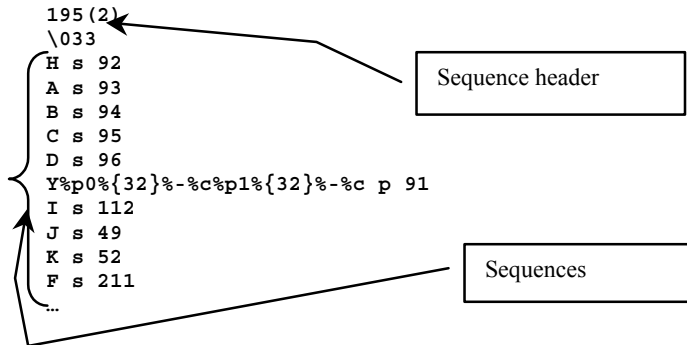 195(2)
\033
Sequence header
H s 92
A s 93
B s 94
C s 95
D s 96
Y%p0%{32}%-%c%p1%{32}%-%c p 91
I s 112
J s 49
K s 52
F s 211
Sequences
…